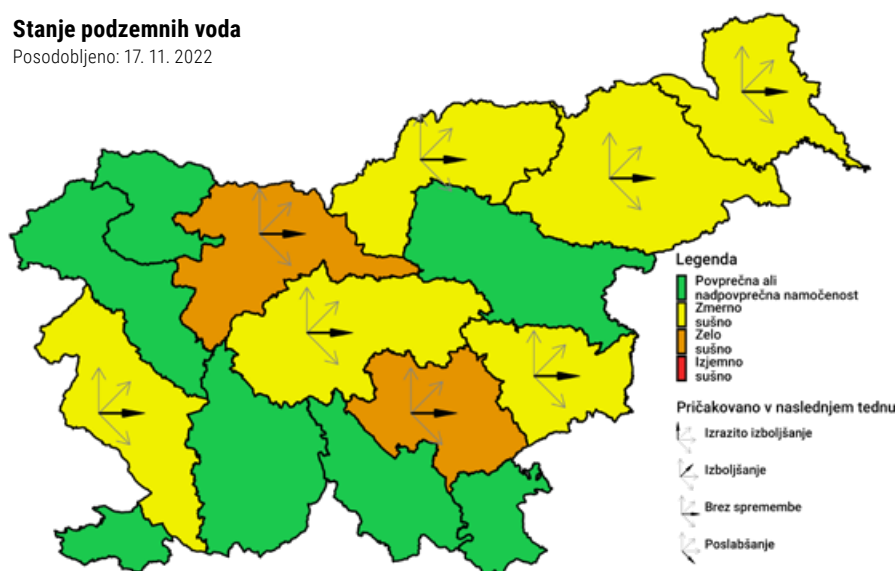 Stanje podzemnih voda
Posodobljeno: 17. 11. 2022
Legenda
Povprečna ali
nadpovprečna namočenost
Zmerno
sušno
Zelo
sušno
Izjemno
sušno
Pričakovano v naslednjem tednu
Izrazito izboljšanje
Izboljšanje
Brez spremembe
Poslabšanje